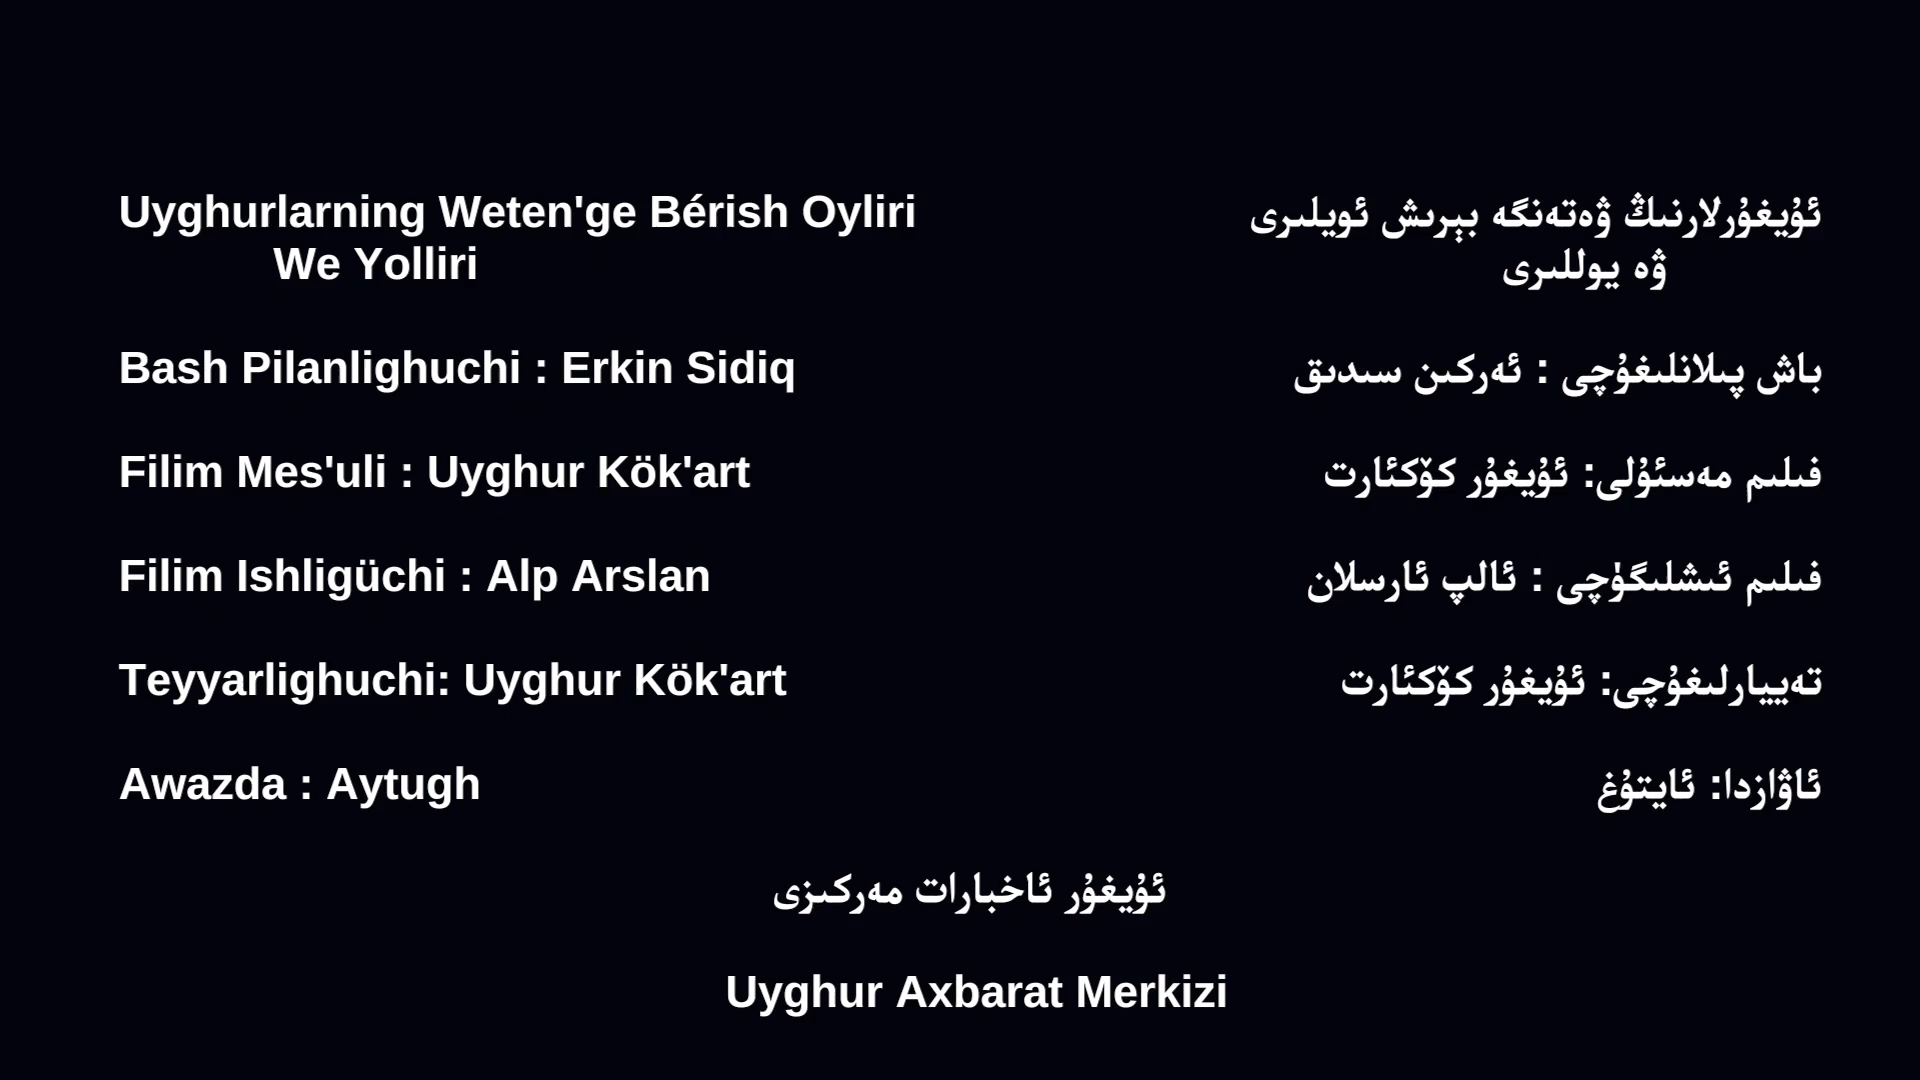 Uyghurlarning Weten'ge Bérish Oyliri
We Yolliri
ئۇيغۇرلارنىڭ ۋەتەنگە بېرىش ئويلىرى
ۋە يوللىرى
Bash Pilanlighuchi : Erkin Sidiq
باش پىلانلىغۇچى : ئەركىن سىدىق
Filim Mes'uli : Uyghur Kök'art
فىلىم مەسئۇلى: ئۇيغۇر كۆكئارت
Filim Ishligüchi : Alp Arslan
فىلىم ئىشلىگۈچى : ئالپ ئارسلان
Teyyarlighuchi: Uyghur Kök'art
تەييارلىغۇچى: ئۇيغۇر كۆكئارت
Awazda : Aytugh
ئاۋازدا: ئايتۇغ
ئۇيغۇر ئاخبارات مەركىزى
Uyghur Axbarat Merkizi